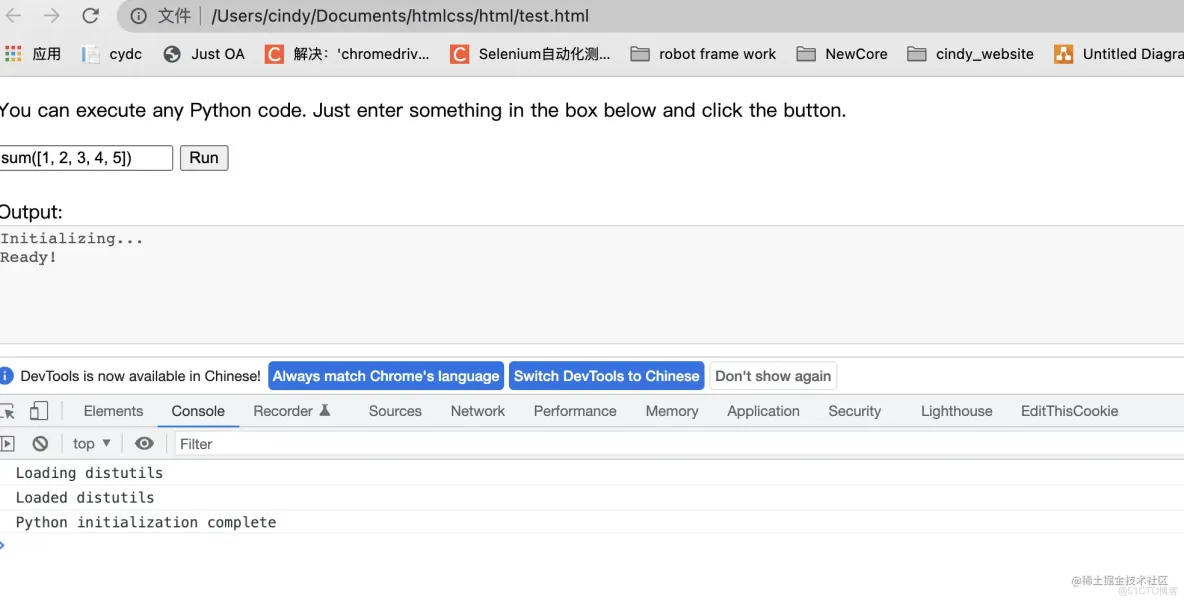 文件 /Users/cindy/Documents/htmlcss/html/test.html
应用 cydc Just OA 解决：'chromedriv... Selenium自动化测... robot frame work NewCore cindy_website Untitled Diagra
You can execute any Python code. Just enter something in the box below and click the button.
sum([1, 2, 3, 4, 5]) Run
Output:
Initializing...
Ready!
DevTools is now available in Chinese! Always match Chrome's language Switch DevTools to Chinese Don't show again
Elements Console Recorder Sources Network Performance Memory Application Security Lighthouse EditThisCookie
top Filter
Loading distutils
Loaded distutils
Python initialization complete
@稀土掘金技术社区
@51CTO博客